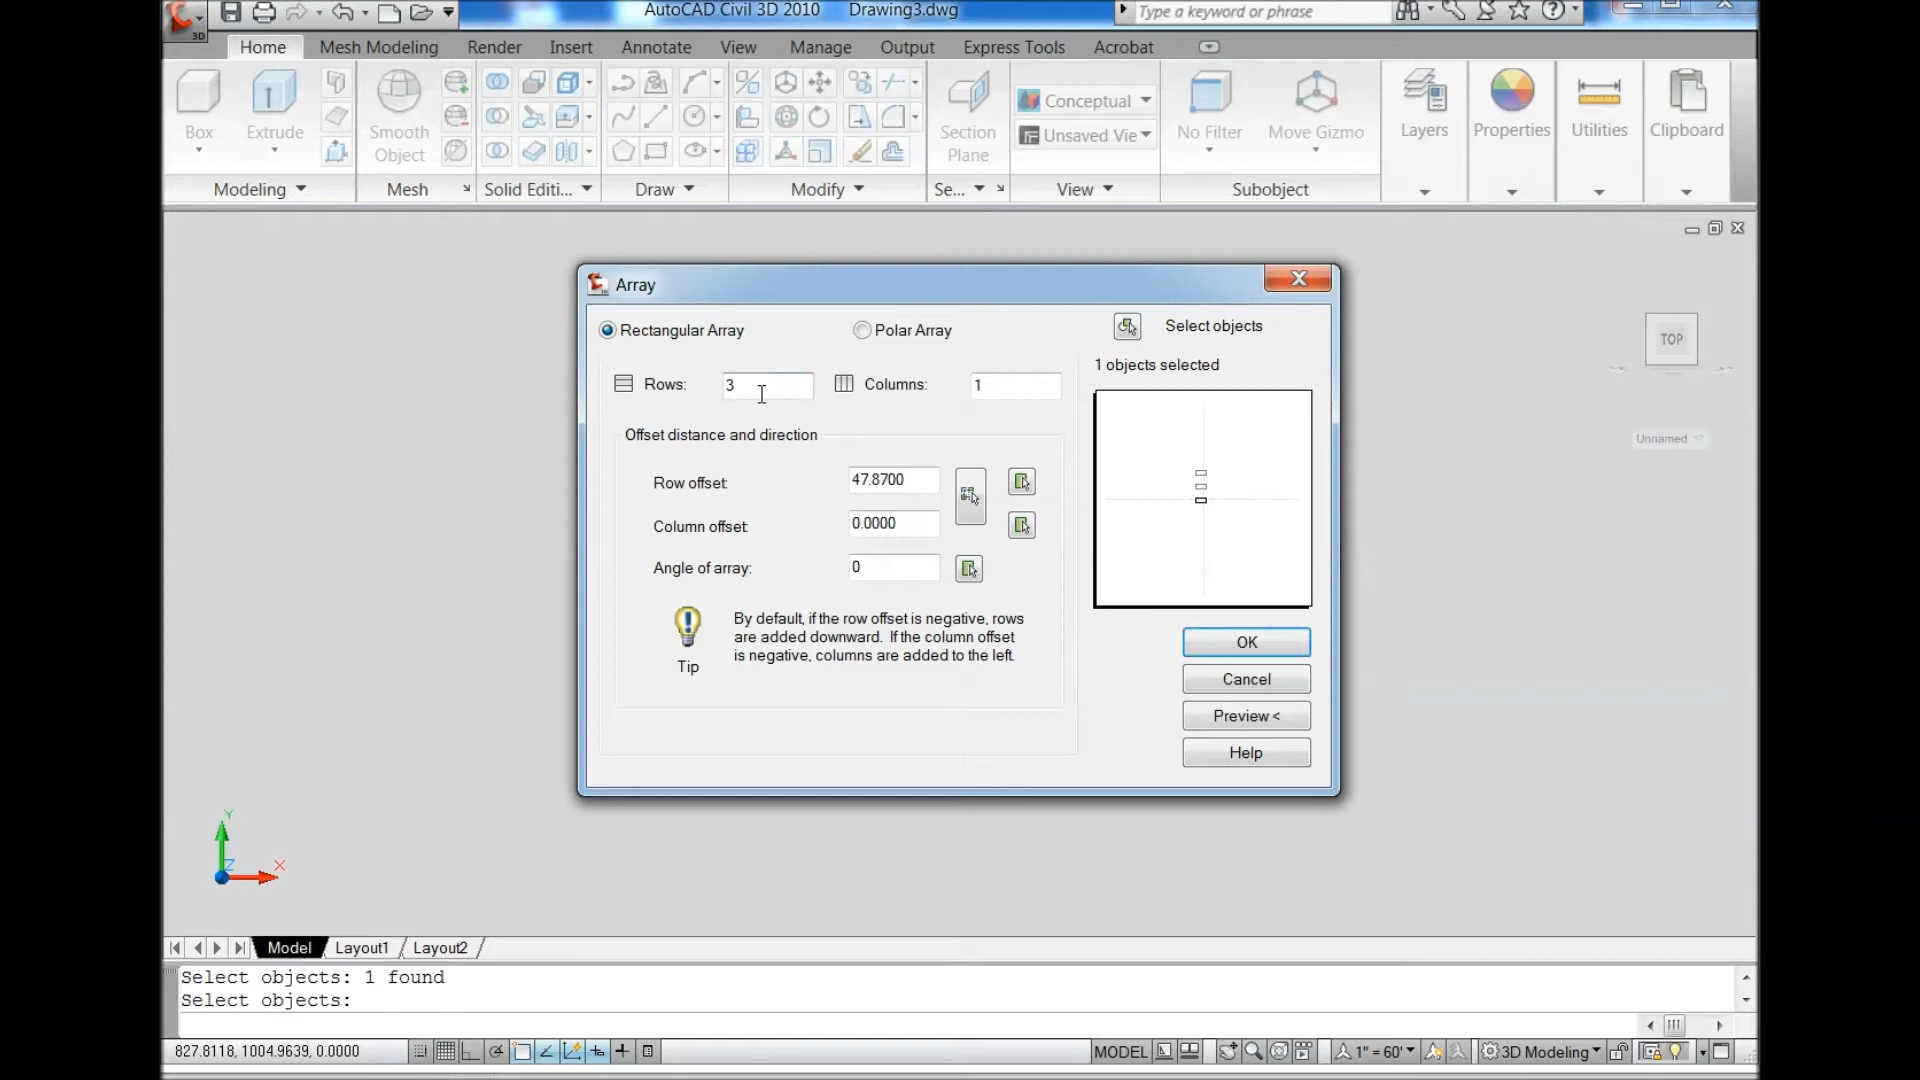 AutoCAD Civil 3D 2010 Drawing3.dwg
Type a keyword or phrase
3D
Home Mesh Modeling Render Insert Annotate View Manage Output Express Tools Acrobat
Box
Extrude
Smooth Object
Section Plane
Conceptual
Unsaved Vie
No Filter
Move Gizmo
Layers
Properties
Utilities
Clipboard
Modeling Mesh Solid Editi... Draw Modify Se... View Subobject
TOP
Unnamed
Array
Rectangular Array Polar Array Select objects
1 objects selected
Rows: 3 Columns: 1
Offset distance and direction
Row offset: 47.8700
Column offset: 0.0000
Angle of array: 0
Tip
By default, if the row offset is negative, rows
are added downward. If the column offset
is negative, columns are added to the left.
OK
Cancel
Preview <
Help
Y
Z
X
Model Layout1 Layout2
Select objects: 1 found
Select objects:
827.8118, 1004.9639, 0.0000 MODEL 1" = 60' 3D Modeling